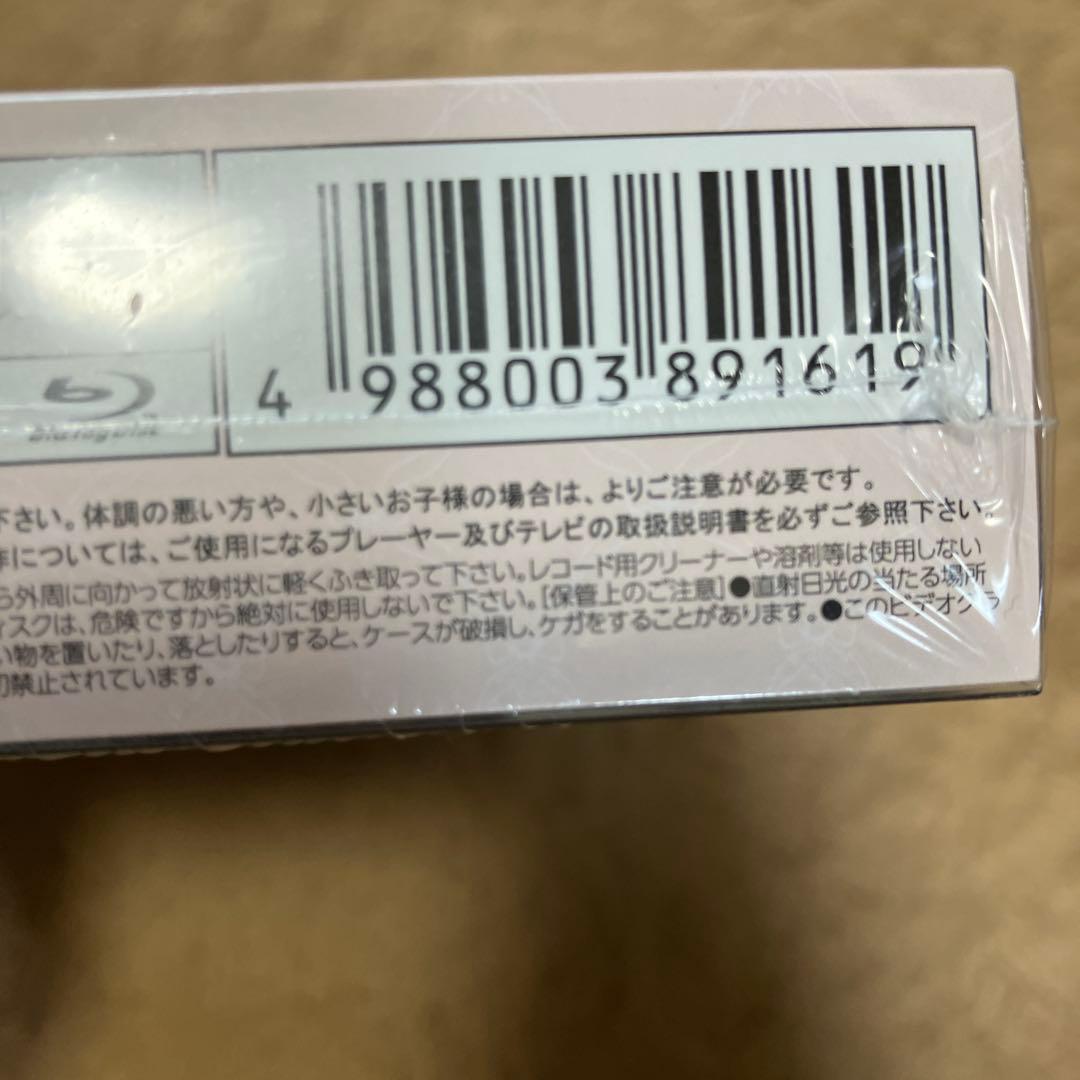 4 988003 891619
Blu-ray Disc
下さい。体調の悪い方や、小さいお子様の場合は、よりご注意が必要です。
については、ご使用になるプレーヤー及びテレビの取扱説明書を必ずご参照下さい。
ら外周に向かって放射状に軽くふき取って下さい。レコード用クリーナーや溶剤等は使用しない
ィスクは、危険ですから絶対に使用しないで下さい。[保管上のご注意]●直射日光の当たる場所
い物を置いたり、落としたりすると、ケースが破損し、ケガをすることがあります。●このビデオグラ
切禁止されています。